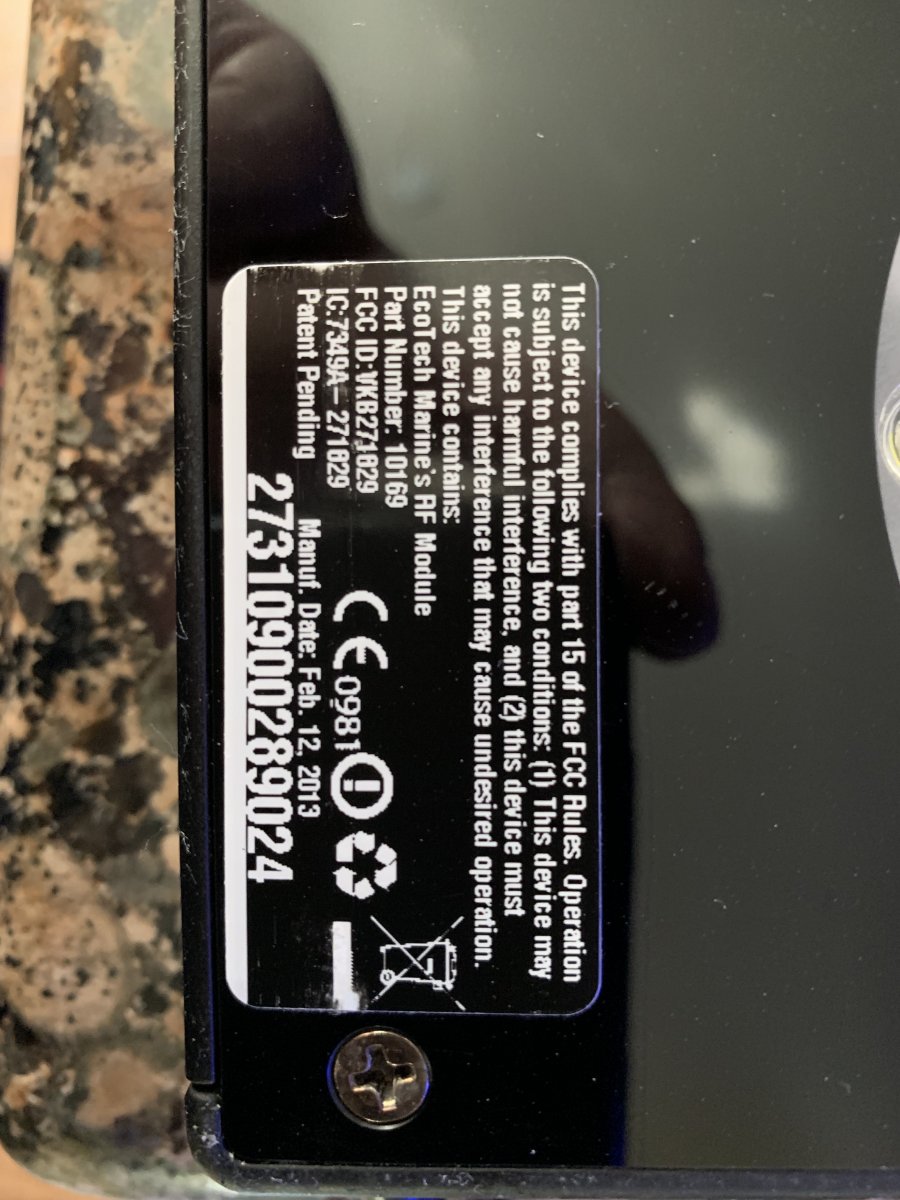 This device complies with part 15 of the FCC Rules. Operation
is subject to the following two conditions: (1) This device may
not cause harmful interference, and (2) this device must
accept any interference that may cause undesired operation.
This device contains:
EcoTech Marine's RF Module
Part Number: 10169
FCC ID:VKB271829
IC:7349A-271829
Patent Pending
CE0981
Manuf. Date: Feb. 12, 2013
27310900289024